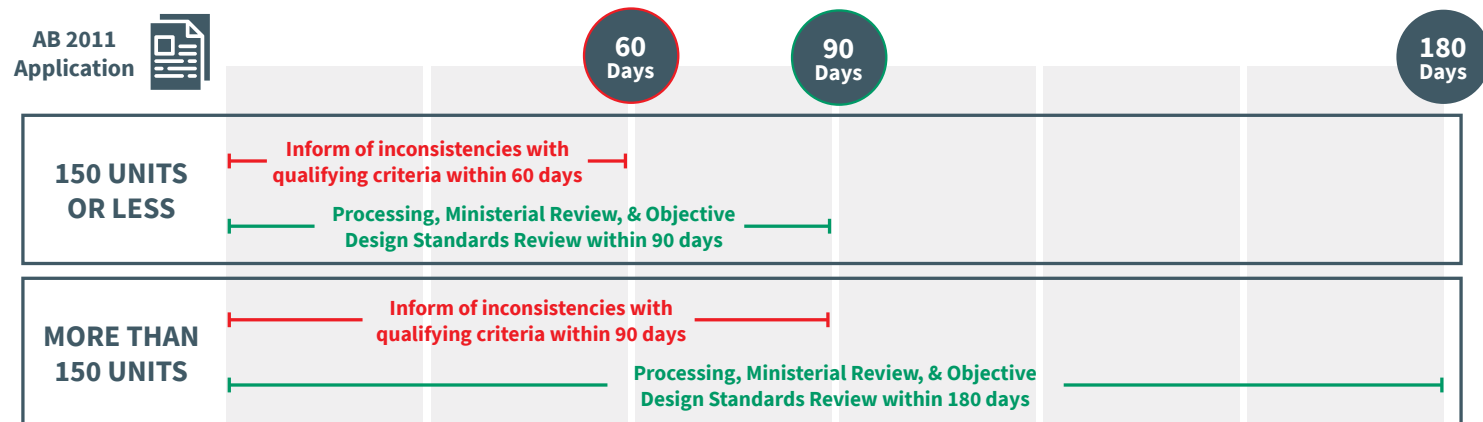 AB 2011
Application
60
Days
90
Days
180
Days
150 UNITS
OR LESS
Inform of inconsistencies with
qualifying criteria within 60 days
Processing, Ministerial Review, & Objective
Design Standards Review within 90 days
MORE THAN
150 UNITS
Inform of inconsistencies with
qualifying criteria within 90 days
Processing, Ministerial Review, & Objective
Design Standards Review within 180 days